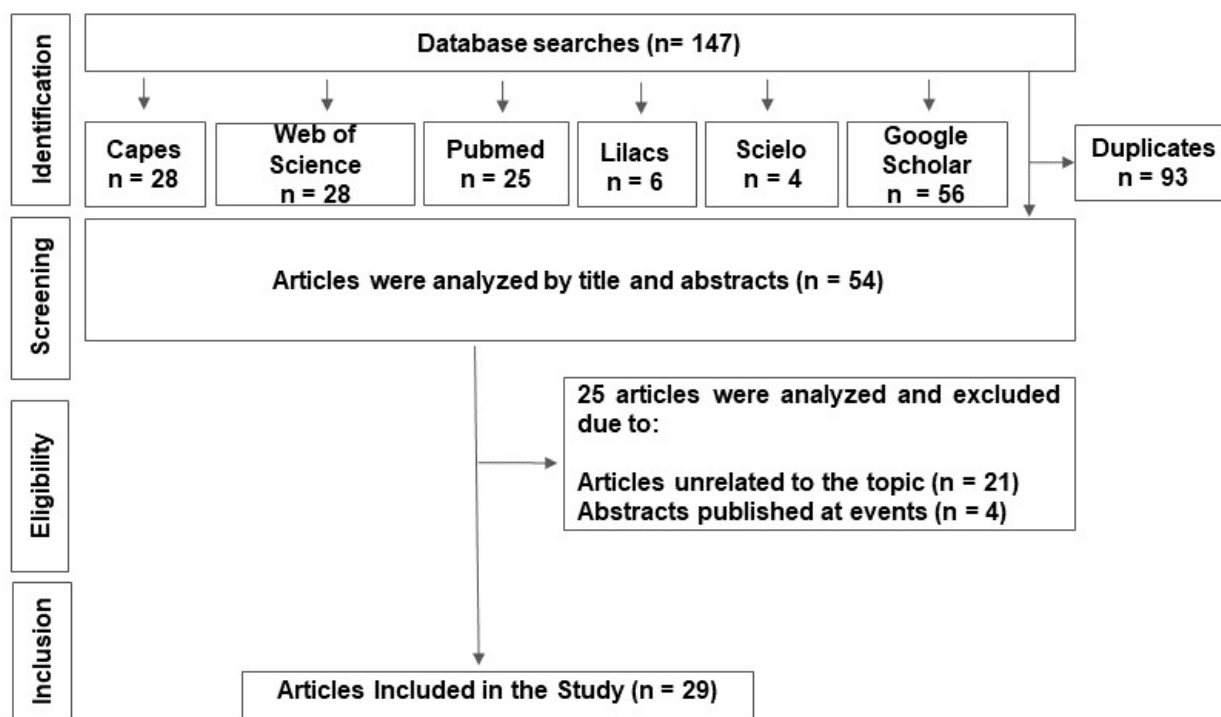 Identification
Database searches (n= 147)
Capes
n = 28
Web of
Science
n = 28
Pubmed
n = 25
Lilacs
n = 6
Scielo
n = 4
Google
Scholar
n = 56
Duplicates
n = 93
Screening
Articles were analyzed by title and abstracts (n = 54)
Eligibility
25 articles were analyzed and excluded
due to:
Articles unrelated to the topic (n = 21)
Abstracts published at events (n = 4)
Inclusion
Articles Included in the Study (n = 29)